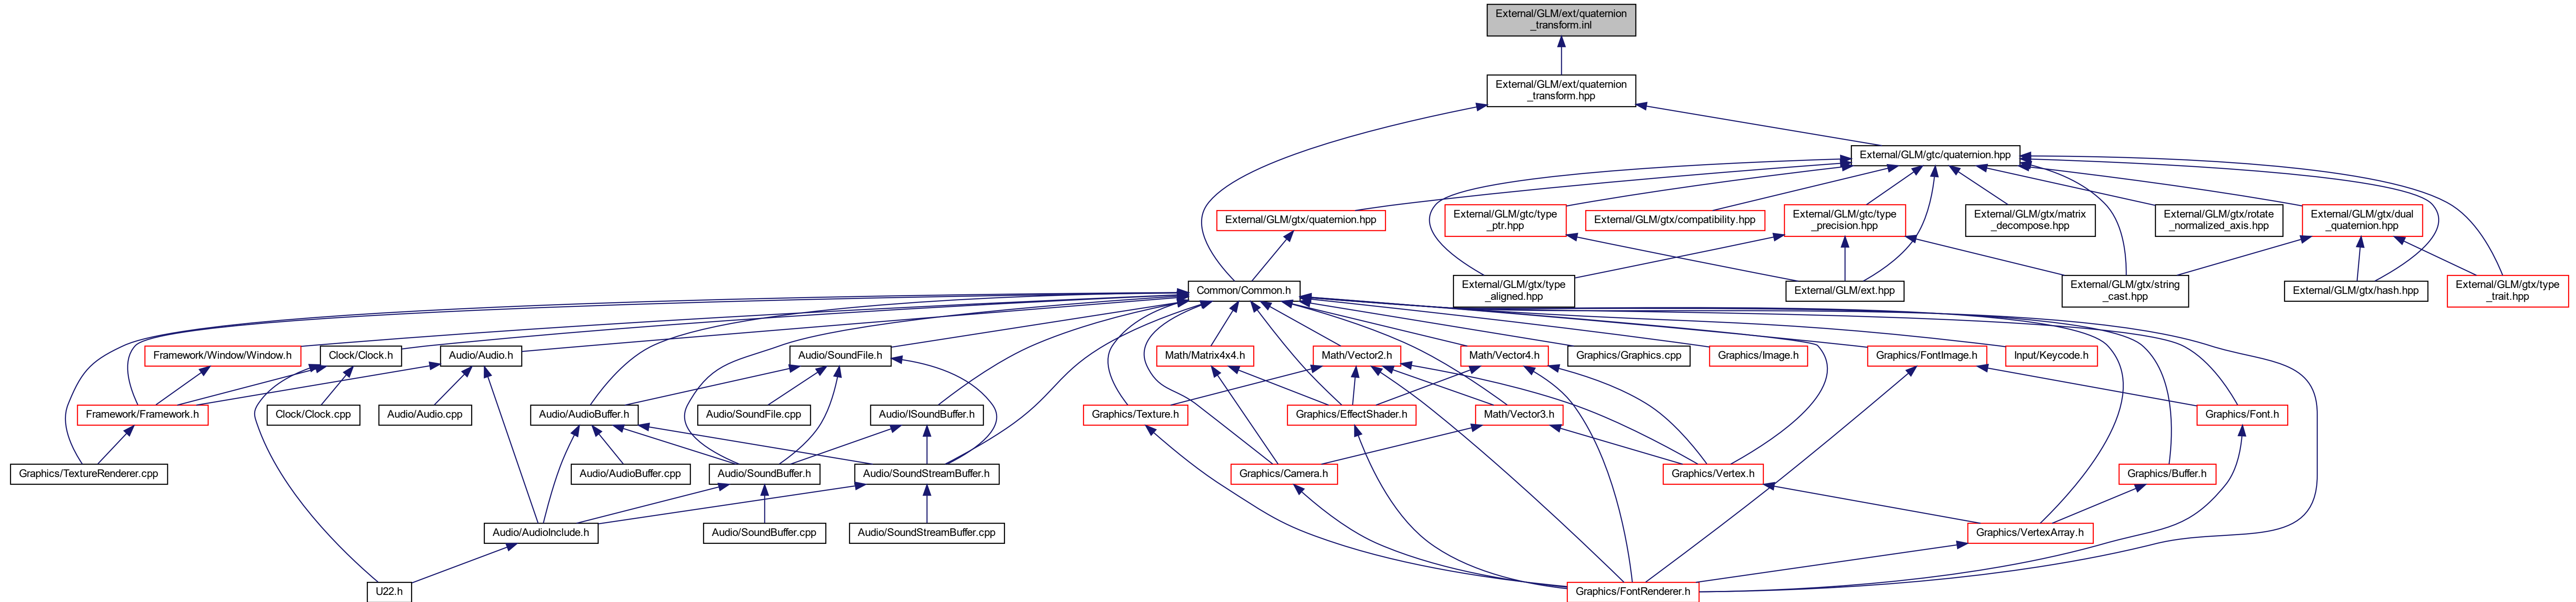 External/GLM/ext/quaternion
_transform.inl
External/GLM/ext/quaternion
_transform.hpp
External/GLM/gtc/quaternion.hpp
External/GLM/gtx/quaternion.hpp
External/GLM/gtc/type
_ptr.hpp
External/GLM/gtx/compatibility.hpp
External/GLM/gtc/type
_precision.hpp
External/GLM/gtx/matrix
_decompose.hpp
External/GLM/gtx/rotate
_normalized_axis.hpp
External/GLM/gtx/dual
_quaternion.hpp
Common/Common.h
External/GLM/gtx/type
_aligned.hpp
External/GLM/ext.hpp
External/GLM/gtx/string
_cast.hpp
External/GLM/gtx/hash.hpp
External/GLM/gtx/type
_trait.hpp
Framework/Window/Window.h
Clock/Clock.h
Audio/Audio.h
Audio/SoundFile.h
Math/Matrix4x4.h
Math/Vector2.h
Math/Vector4.h
Graphics/Graphics.cpp
Graphics/Image.h
Graphics/FontImage.h
Input/Keycode.h
Framework/Framework.h
Clock/Clock.cpp
Audio/Audio.cpp
Audio/AudioBuffer.h
Audio/SoundFile.cpp
Audio/ISoundBuffer.h
Graphics/Texture.h
Graphics/EffectShader.h
Math/Vector3.h
Graphics/Font.h
Graphics/TextureRenderer.cpp
Audio/AudioBuffer.cpp
Audio/SoundBuffer.h
Audio/SoundStreamBuffer.h
Graphics/Camera.h
Graphics/Vertex.h
Graphics/Buffer.h
Audio/AudioInclude.h
Audio/SoundBuffer.cpp
Audio/SoundStreamBuffer.cpp
Graphics/VertexArray.h
U22.h
Graphics/FontRenderer.h